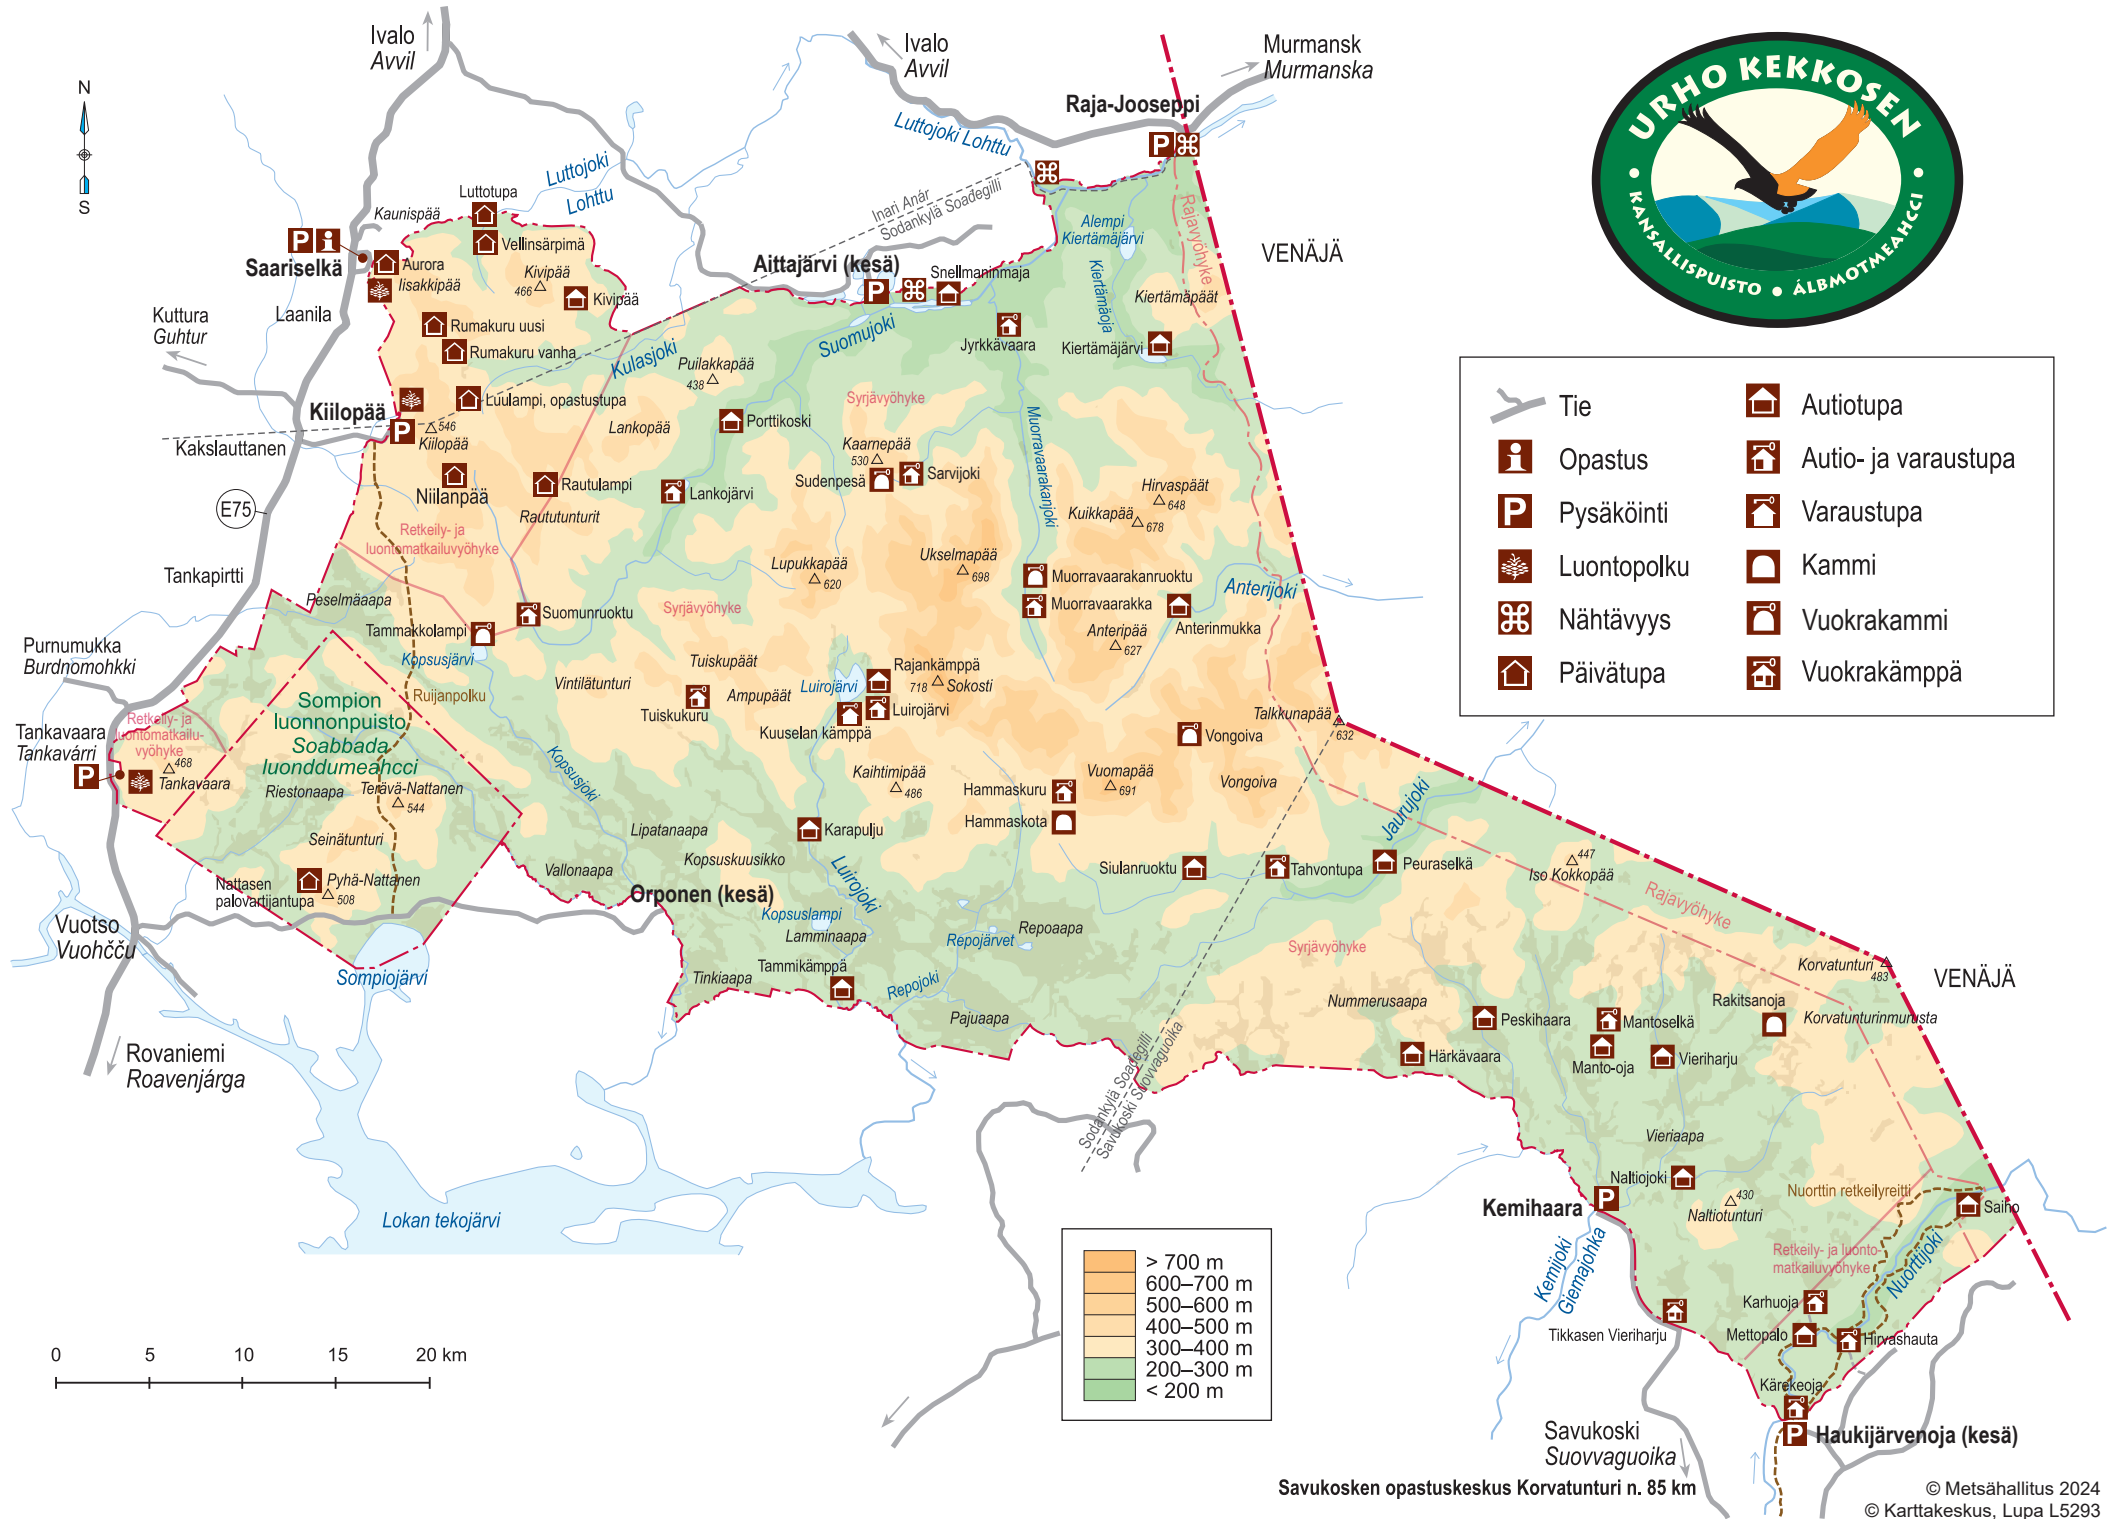 Ivalo
Avvil
Ivalo
Avvil
Murmansk
Murmanska
Raja-Jooseppi
N
S
Luttojoki Lohttu
Luttojoki
Lohttu
Luttotupa
Kaunispää
Vellinsärpimä
Saariselkä
Aurora
Iisakkipää
Kivipää
466
Kivipää
Inari Anár
Sodankylä Soađegilli
Alempi
Kiertämäjärvi
Rajavyöhyke
VENÄJÄ
Aittajärvi (kesä)
Snellmaninmaja
Kiertämäoja
Kiertämäpäät
Laanila
Kuttura
Guhtur
Rumakuru uusi
Rumakuru vanha
Kulasjoki
Suomujoki
Jyrkkävaara
Kiertämäjärvi
Puilakkapää
438
Kiilopää
Luulampi, opastustupa
546
Kiilopää
Lankopää
Porttikoski
Syrjävyöhyke
Kaarnepää
530
Muorravaarakanjoki
Kakslauttanen
Niilanpää
Rautulampi
Lankojärvi
Sudenpesä
Sarvijoki
Hirvaspäät
648
Kuikkapää
678
E75
Rautututunturit
Retkeily- ja
luontomatkailuvyöhyke
Tankapirtti
Peselmäaapa
Lupukkapää
620
Ukselmapää
698
Muorravaarakanruoktu
Muorravaarakka
Anterijoki
Anterinmukka
Anteripää
627
Syrjävyöhyke
Suomunruoktu
Tammakkolampi
Kopsusjärvi
Purnumukka
Burdnomohkki
Ruijanpolku
Vintilätunturi
Tuiskupäät
Ampupäät
Tuiskukuru
Luirojärvi
Rajankämppä
718
Sokosti
Luirojärvi
Kuuselan kämppä
Sompion
luonnonpuisto
Soabbada
luonddumeahcci
Retkeily- ja
luontomatkailu-
vyöhyke
468
Tankavaara
Tankavaara
Tankavárri
Riestonaapa
Terävä-Nattanen
544
Seinätunturi
Nattasen
palovartijantupa
Pyhä-Nattanen
508
Kopsusjoki
Kaihtimipää
486
Hammaskuru
Hammaskota
Vuomapää
691
Vongoiva
Vongoiva
Talkkunapää
632
Jaurujoki
Lipatanaapa
Kopsuskuusikko
Karapulju
Luirojoki
Vallonaapa
Orponen (kesä)
Kopsuslampi
Lamminaapa
Tammikämppä
Tinkiaapa
Repojärvet
Repoaapa
Repojoki
Pajuaapa
Siulanruoktu
Tahvontupa
Peuraselkä
447
Iso Kokkopää
Rajavyöhyke
Syrjävyöhyke
Korvatunturi
483
VENÄJÄ
Rakitsanoja
Korvatunturinmurusta
Nummerusaapa
Peskihaara
Mantoselkä
Härkävaara
Manto-oja
Vieriharju
Sodankylä Soađegilli
Savukoski Suovvaguoika
Vuotso
Vuohčču
Sompiojärvi
Rovaniemi
Roavenjárga
Lokan tekojärvi
Vieriaapa
Naltiojoki
430
Naltiotunturi
Kemihaara
Nuorttin retkeilyreitti
Saiho
Kemijoki
Giemajohka
Retkeily- ja luonto-
matkailuvyöhyke
Nuorttijoki
Karhuoja
Tikkasen Vieriharju
Mettopalo
Hirvashauta
Kärekeoja
Haukijärvenoja (kesä)
Savukoski
Suovvaguoika
Savukosken opastuskeskus Korvatunturi n. 85 km
0 5 10 15 20 km
> 700 m
600–700 m
500–600 m
400–500 m
300–400 m
200–300 m
< 200 m
URHO KEKKOSEN
KANSALLISPUISTO • ÁLBMOTMEAHCCI
Tie
Opastus
Pysäköinti
Luontopolku
Nähtävyys
Päivätupa
Autiotupa
Autio- ja varaustupa
Varaustupa
Kammi
Vuokrakammi
Vuokrakämppä
© Metsähallitus 2024
© Karttakeskus, Lupa L5293